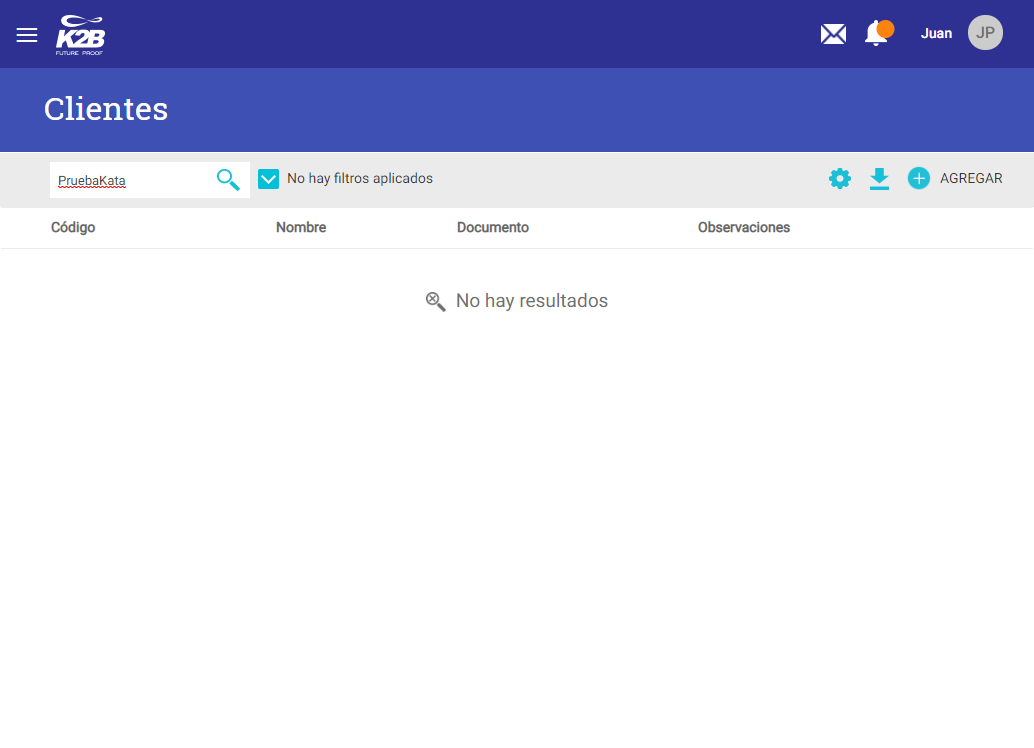 K2B
FUTURE PROOF
Juan
JP
Clientes
PruebaKata
No hay filtros aplicados
AGREGAR
Código Nombre Documento Observaciones
No hay resultados